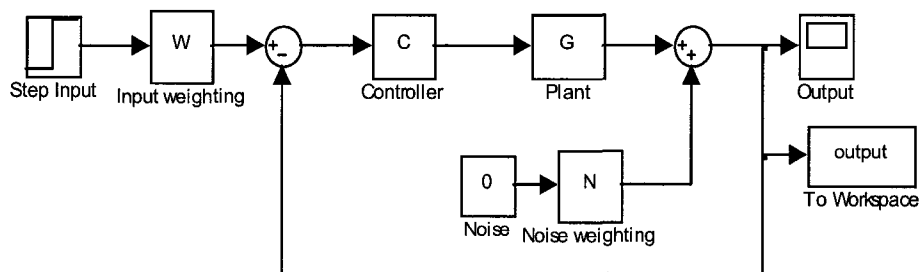 W
+
−
C
G
+
+
Step Input
Input weighting
Controller
Plant
Output
output
0
N
To Workspace
Noise
Noise weighting